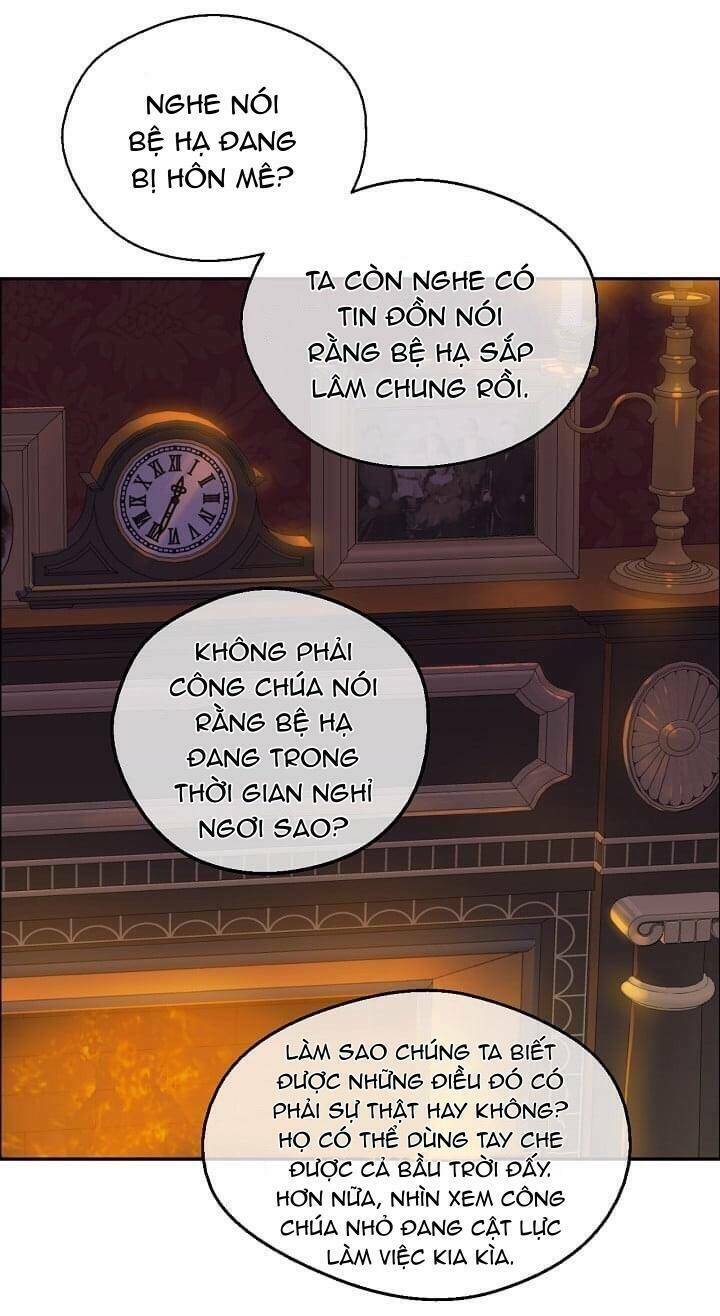 NGHE NÓI
BỆ HẠ ĐANG
BỊ HÔN MÊ?
TA CÒN NGHE CÓ
TIN ĐỒN NÓI
RẰNG BỆ HẠ SẮP
LÂM CHUNG RỒI.
KHÔNG PHẢI
CÔNG CHÚA NÓI
RẰNG BỆ HẠ
ĐANG TRONG
THỜI GIAN NGHỈ
NGƠI SAO?
LÀM SAO CHÚNG TA BIẾT
ĐƯỢC NHỮNG ĐIỀU ĐÓ CÓ
PHẢI SỰ THẬT HAY KHÔNG?
HỌ CÓ THỂ DÙNG TAY CHE
ĐƯỢC CẢ BẦU TRỜI ĐẤY.
HƠN NỮA, NHÌN XEM CÔNG
CHÚA NHỎ ĐANG CẬT LỰC
LÀM VIỆC KIA KÌA.